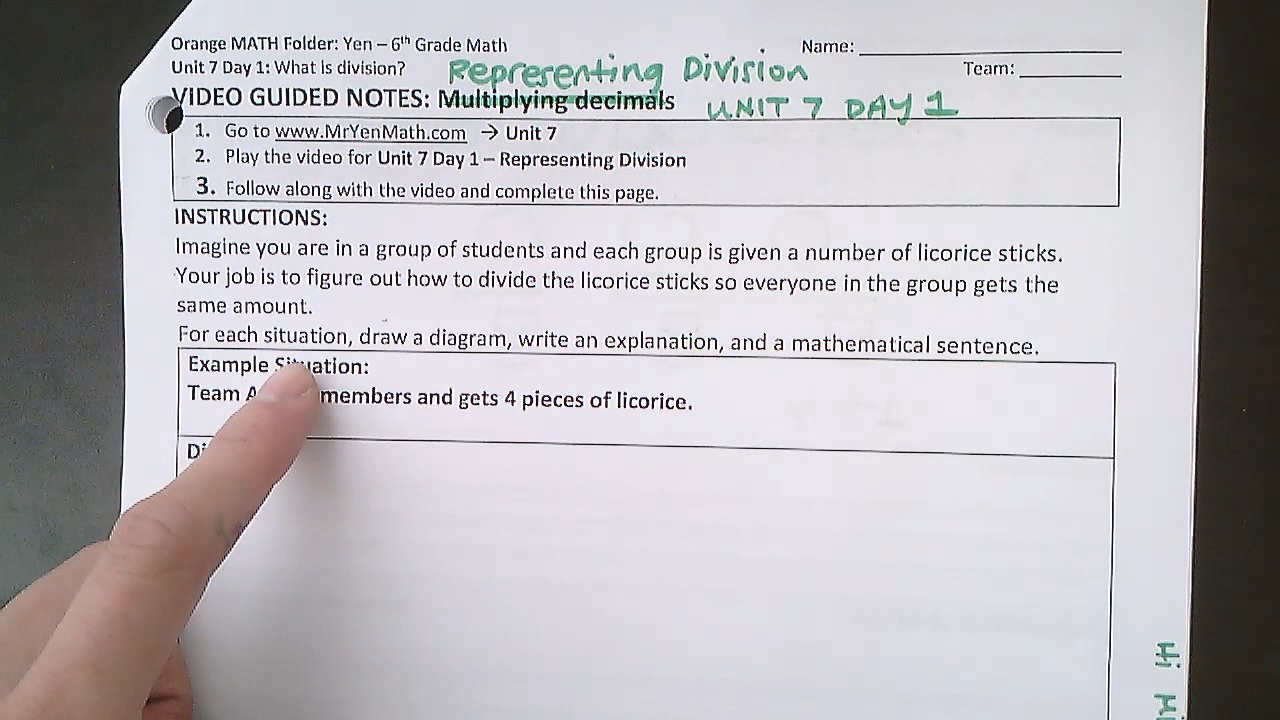 Orange MATH Folder: Yen – 6th Grade Math Name:
Unit 7 Day 1: What is division? Representing Division Team:
VIDEO GUIDED NOTES: Multiplying decimals UNIT 7 DAY 1
1. Go to www.MrYenMath.com → Unit 7
2. Play the video for Unit 7 Day 1 – Representing Division
3. Follow along with the video and complete this page.
INSTRUCTIONS:
Imagine you are in a group of students and each group is given a number of licorice sticks.
Your job is to figure out how to divide the licorice sticks so everyone in the group gets the
same amount.
For each situation, draw a diagram, write an explanation, and a mathematical sentence.
Example Situation:
Team members and gets 4 pieces of licorice.
Hi